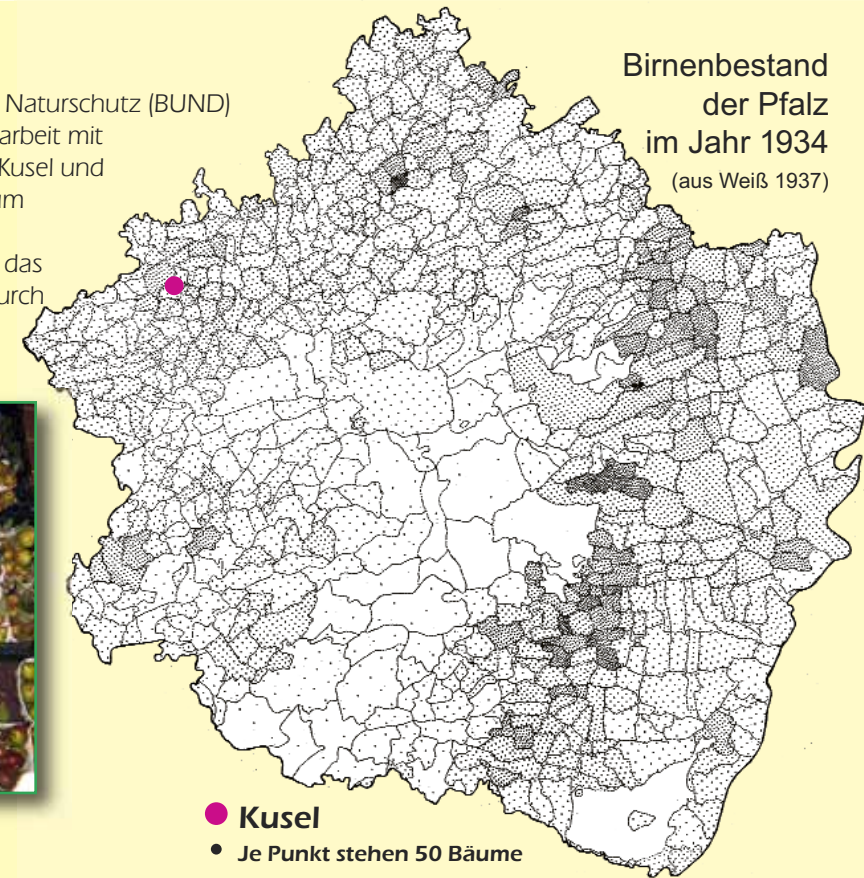 Naturschutz (BUND)
arbeit mit
Kusel und
um
das
urch
Birnenbestand
der Pfalz
im Jahr 1934
(aus Weiß 1937)
Kusel
Je Punkt stehen 50 Bäume